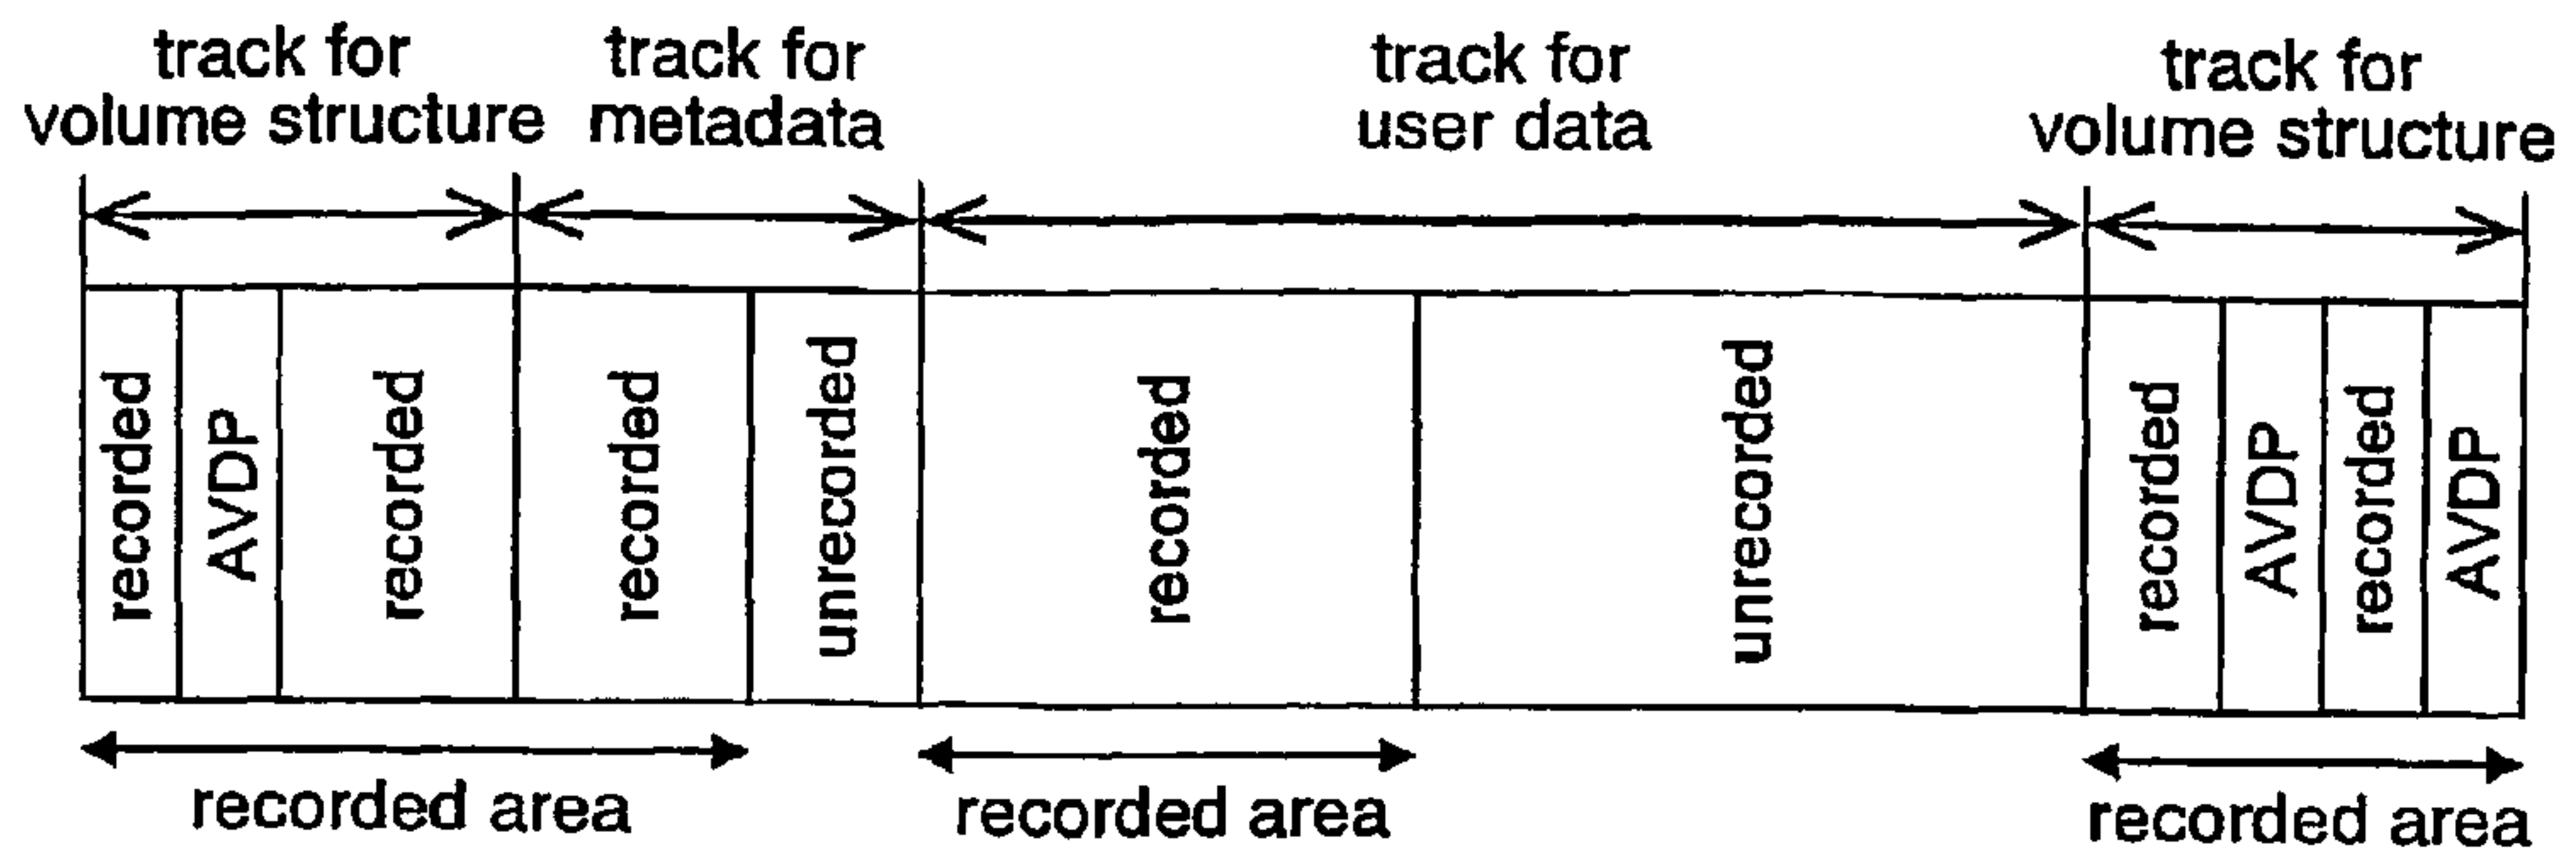 track for
volume structure
track for
metadata
track for
user data
track for
volume structure
recorded
AVDP
recorded
recorded
unrecorded
recorded
unrecorded
recorded
AVDP
recorded
AVDP
recorded area
recorded area
recorded area